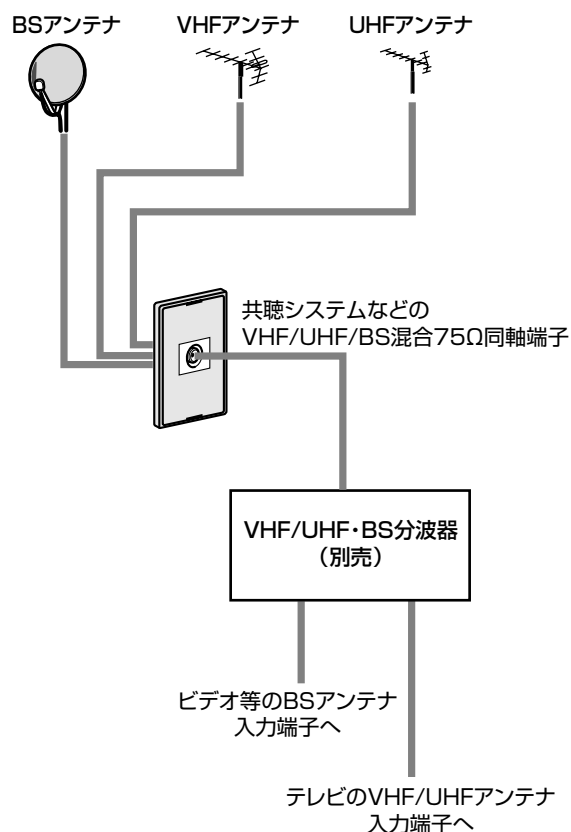 BSアンテナ
VHFアンテナ
UHFアンテナ
共聴システムなどの
VHF/UHF/BS混合75Ω同軸端子
VHF/UHF・BS分波器
（別売）
ビデオ等のBSアンテナ
入力端子へ
テレビのVHF/UHFアンテナ
入力端子へ